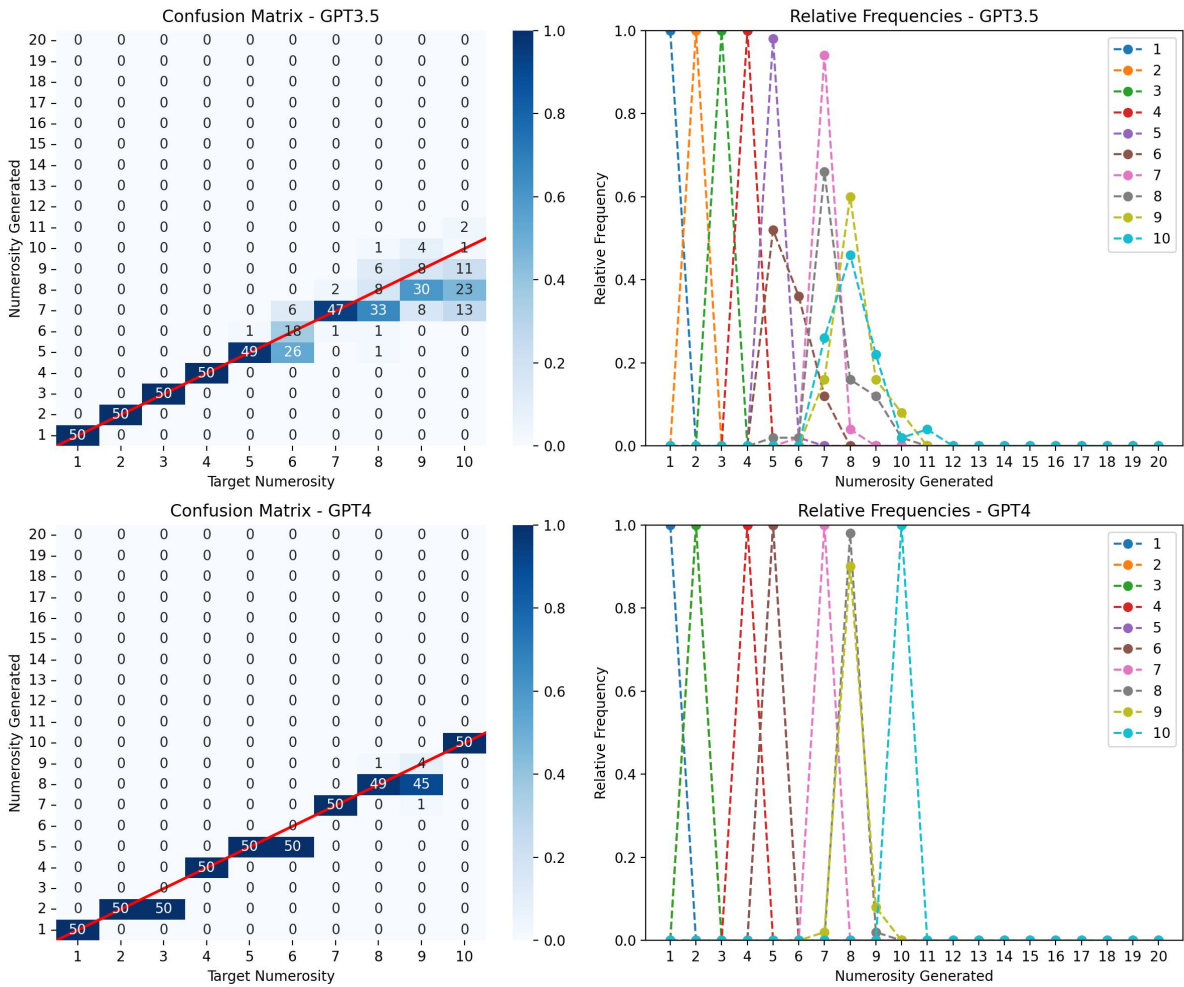 Confusion Matrix - GPT3.5
Numerosity Generated
20 0 0 0 0 0 0 0 0 0 0
19 0 0 0 0 0 0 0 0 0 0
18 0 0 0 0 0 0 0 0 0 0
17 0 0 0 0 0 0 0 0 0 0
16 0 0 0 0 0 0 0 0 0 0
15 0 0 0 0 0 0 0 0 0 0
14 0 0 0 0 0 0 0 0 0 0
13 0 0 0 0 0 0 0 0 0 0
12 0 0 0 0 0 0 0 0 0 0
11 0 0 0 0 0 0 0 0 0 2
10 0 0 0 0 0 0 0 1 4 1
9 0 0 0 0 0 0 0 6 8 11
8 0 0 0 0 0 0 2 8 30 23
7 0 0 0 0 0 6 47 33 8 13
6 0 0 0 0 1 18 1 1 0 0
5 0 0 0 0 49 26 0 1 0 0
4 0 0 0 50 0 0 0 0 0 0
3 0 0 50 0 0 0 0 0 0 0
2 0 50 0 0 0 0 0 0 0 0
1 50 0 0 0 0 0 0 0 0 0
1 2 3 4 5 6 7 8 9 10
Target Numerosity
1.0
0.8
0.6
0.4
0.2
0.0
Relative Frequencies - GPT3.5
Relative Frequency
1.0
0.8
0.6
0.4
0.2
0.0
1 2 3 4 5 6 7 8 9 10 11 12 13 14 15 16 17 18 19 20
Numerosity Generated
1
2
3
4
5
6
7
8
9
10
Confusion Matrix - GPT4
Numerosity Generated
20 0 0 0 0 0 0 0 0 0 0
19 0 0 0 0 0 0 0 0 0 0
18 0 0 0 0 0 0 0 0 0 0
17 0 0 0 0 0 0 0 0 0 0
16 0 0 0 0 0 0 0 0 0 0
15 0 0 0 0 0 0 0 0 0 0
14 0 0 0 0 0 0 0 0 0 0
13 0 0 0 0 0 0 0 0 0 0
12 0 0 0 0 0 0 0 0 0 0
11 0 0 0 0 0 0 0 0 0 0
10 0 0 0 0 0 0 0 0 0 50
9 0 0 0 0 0 0 0 1 4 0
8 0 0 0 0 0 0 0 49 45 0
7 0 0 0 0 0 0 50 0 1 0
6 0 0 0 0 0 0 0 0 0 0
5 0 0 0 0 50 50 0 0 0 0
4 0 0 0 50 0 0 0 0 0 0
3 0 0 0 0 0 0 0 0 0 0
2 0 50 50 0 0 0 0 0 0 0
1 50 0 0 0 0 0 0 0 0 0
1 2 3 4 5 6 7 8 9 10
Target Numerosity
1.0
0.8
0.6
0.4
0.2
0.0
Relative Frequencies - GPT4
Relative Frequency
1.0
0.8
0.6
0.4
0.2
0.0
1 2 3 4 5 6 7 8 9 10 11 12 13 14 15 16 17 18 19 20
Numerosity Generated
1
2
3
4
5
6
7
8
9
10